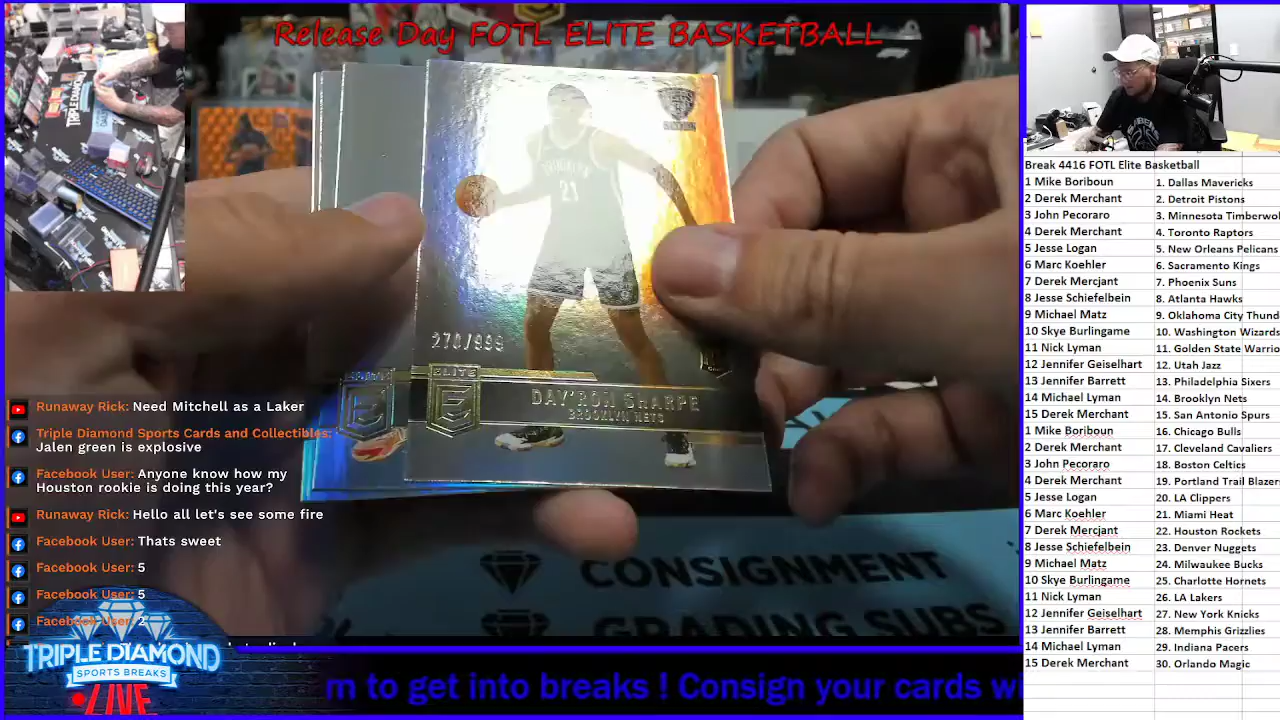 Release Day FOTL ELITE BASKETBALL
BROOKLYN
21
270/999
ELITE
E
DAY'RON SHARPE
BROOKLYN NETS
CONSIGNMENT
GRADING SUBS
TRIPLE DIAMOND
Runaway Rick: Need Mitchell as a Laker
Triple Diamond Sports Cards and Collectibles:
Jalen green is explosive
Facebook User: Anyone know how my
Houston rookie is doing this year?
Runaway Rick: Hello all let's see some fire
Facebook User: Thats sweet
Facebook User: 5
Facebook User: 5
Facebook User: 2
TRIPLE DIAMOND
SPORTS BREAKS
LIVE
m to get into breaks ! Consign your cards w
Break 4416 FOTL Elite Basketball
1 Mike Boriboun 1. Dallas Mavericks
2 Derek Merchant 2. Detroit Pistons
3 John Pecoraro 3. Minnesota Timberwol
4 Derek Merchant 4. Toronto Raptors
5 Jesse Logan 5. New Orleans Pelicans
6 Marc Koehler 6. Sacramento Kings
7 Derek Mercjant 7. Phoenix Suns
8 Jesse Schiefelbein 8. Atlanta Hawks
9 Michael Matz 9. Oklahoma City Thund
10 Skye Burlingame 10. Washington Wizards
11 Nick Lyman 11. Golden State Warrio
12 Jennifer Geiselhart 12. Utah Jazz
13 Jennifer Barrett 13. Philadelphia Sixers
14 Michael Lyman 14. Brooklyn Nets
15 Derek Merchant 15. San Antonio Spurs
1 Mike Boriboun 16. Chicago Bulls
2 Derek Merchant 17. Cleveland Cavaliers
3 John Pecoraro 18. Boston Celtics
4 Derek Merchant 19. Portland Trail Blazers
5 Jesse Logan 20. LA Clippers
6 Marc Koehler 21. Miami Heat
7 Derek Mercjant 22. Houston Rockets
8 Jesse Schiefelbein 23. Denver Nuggets
9 Michael Matz 24. Milwaukee Bucks
10 Skye Burlingame 25. Charlotte Hornets
11 Nick Lyman 26. LA Lakers
12 Jennifer Geiselhart 27. New York Knicks
13 Jennifer Barrett 28. Memphis Grizzlies
14 Michael Lyman 29. Indiana Pacers
15 Derek Merchant 30. Orlando Magic